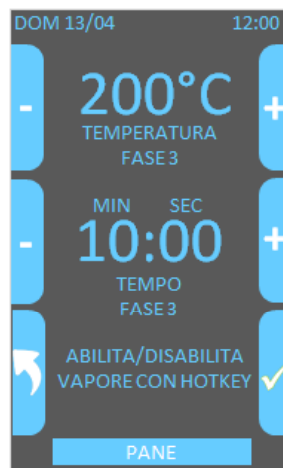 DOM 13/04 12:00
- 200°C +
TEMPERATURA
FASE 3
MIN SEC
- 10:00 +
TEMPO
FASE 3
ABILITA/DISABILITA
VAPORE CON HOTKEY
PANE